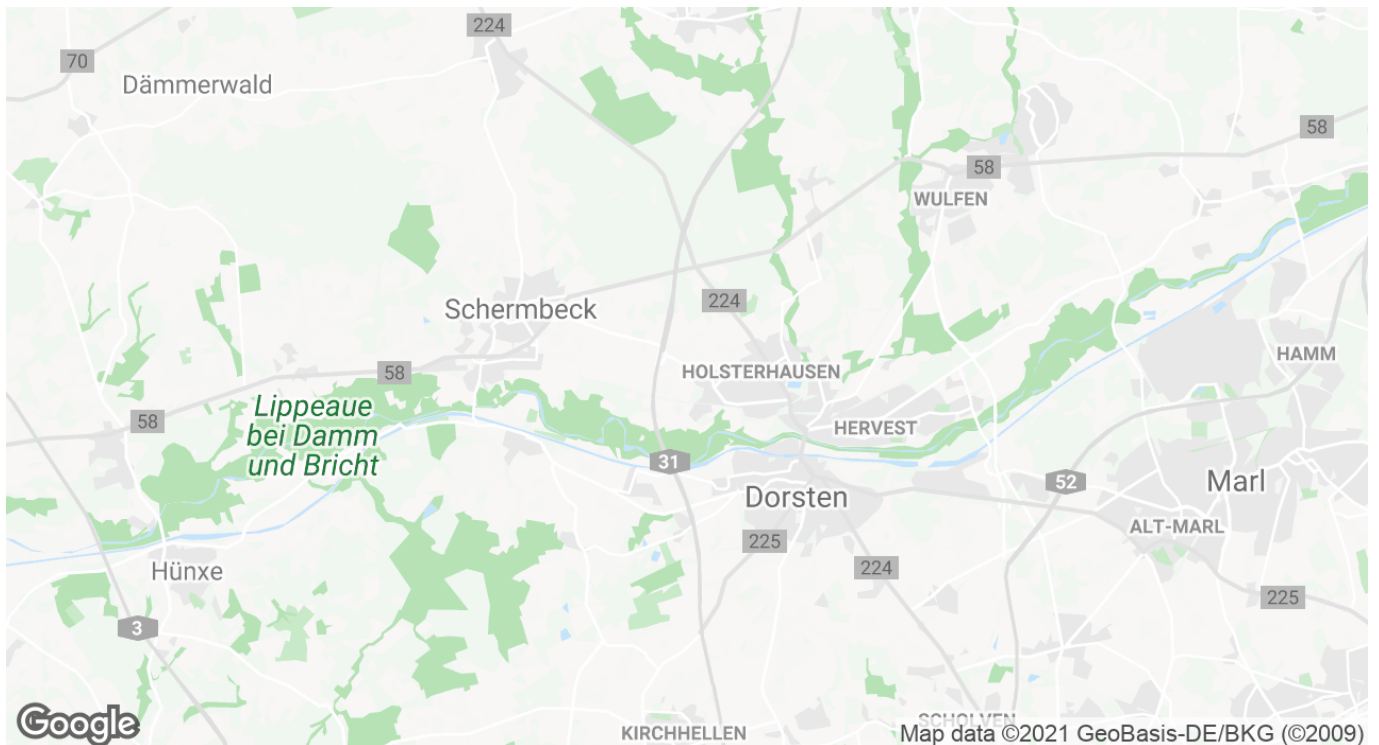 224
70
Dämmerwald
58
58
WULFEN
224
Schermbeck
HAMM
58
HOLSTERHAUSEN
Lippeaue
bei Damm
und Bricht
58
HERVEST
31
52
Marl
Dorsten
ALT-MARL
225
Hünxe
224
225
3
Google
KIRCHHELLEN
SCHOLVEN
Map data ©2021 GeoBasis-DE/BKG (©2009)